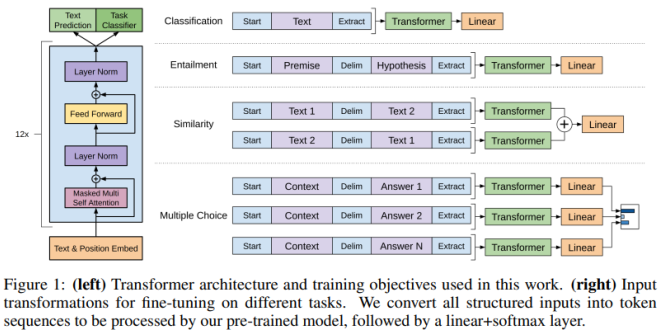 Text Prediction
Task Classifier
Layer Norm
+
Feed Forward
12x
Layer Norm
+
Masked Multi Self Attention
Text & Position Embed
Classification
Start Text Extract Transformer Linear
Entailment
Start Premise Delim Hypothesis Extract Transformer Linear
Similarity
Start Text 1 Delim Text 2 Extract Transformer
+ Linear
Start Text 2 Delim Text 1 Extract Transformer
Multiple Choice
Start Context Delim Answer 1 Extract Transformer Linear
Start Context Delim Answer 2 Extract Transformer Linear
Start Context Delim Answer N Extract Transformer Linear
Figure 1: (left) Transformer architecture and training objectives used in this work. (right) Input
transformations for fine-tuning on different tasks. We convert all structured inputs into token
sequences to be processed by our pre-trained model, followed by a linear+softmax layer.